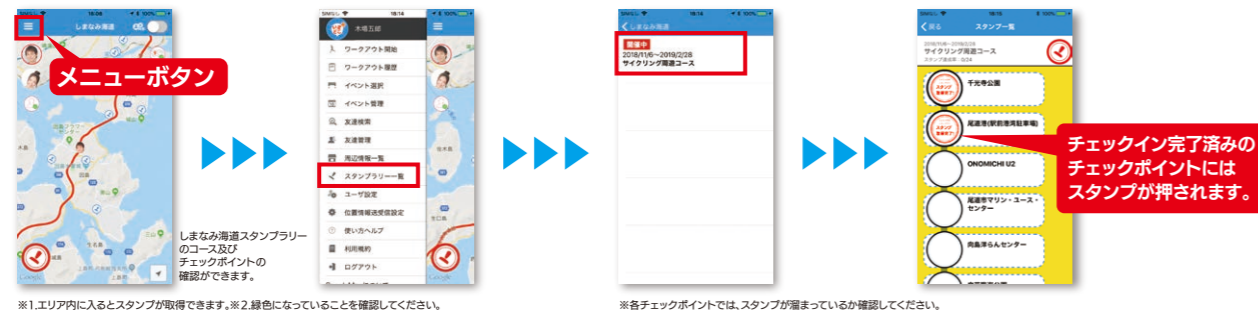 しまなみ海道
メニューボタン
しまなみ海道スタンプラリー
のコース及び
チェックポイントの
確認ができます。
18:14
100%
木場五郎
ワークアウト開始
ワークアウト履歴
イベント選択
イベント管理
友達検索
友達管理
周辺情報一覧
スタンプラリー一覧
ユーザ設定
位置情報送受信設定
使い方ヘルプ
利用規約
ログアウト
18:14
100%
しまなみ海道
開催中
2018/11/6~2019/2/28
サイクリング周遊コース
18:15
100%
戻る
スタンプ一覧
2018/11/6~2019/2/28
サイクリング周遊コース
千光寺公園
尾道港(駅前港湾駐車場)
ONOMICHI U2
尾道市マリン・ユース・
センター
向島洋らんセンター
チェックイン完了済みの
チェックポイントには
スタンプが押されます。
※1.エリア内に入るとスタンプが取得できます。※2.緑色になっていることを確認してください。
※各チェックポイントでは、スタンプが溜まっているか確認してください。